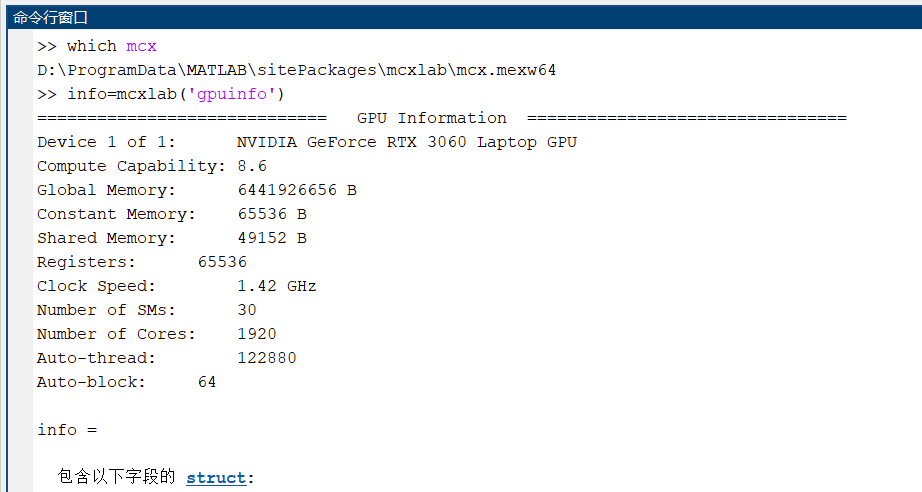 命令行窗口
>> which mcx
D:\ProgramData\MATLAB\sitePackages\mcxlab\mcx.mexw64
>> info=mcxlab('gpuinfo')
============================= GPU Information ================================
Device 1 of 1: NVIDIA GeForce RTX 3060 Laptop GPU
Compute Capability: 8.6
Global Memory: 6441926656 B
Constant Memory: 65536 B
Shared Memory: 49152 B
Registers: 65536
Clock Speed: 1.42 GHz
Number of SMs: 30
Number of Cores: 1920
Auto-thread: 122880
Auto-block: 64
info =
包含以下字段的 struct: